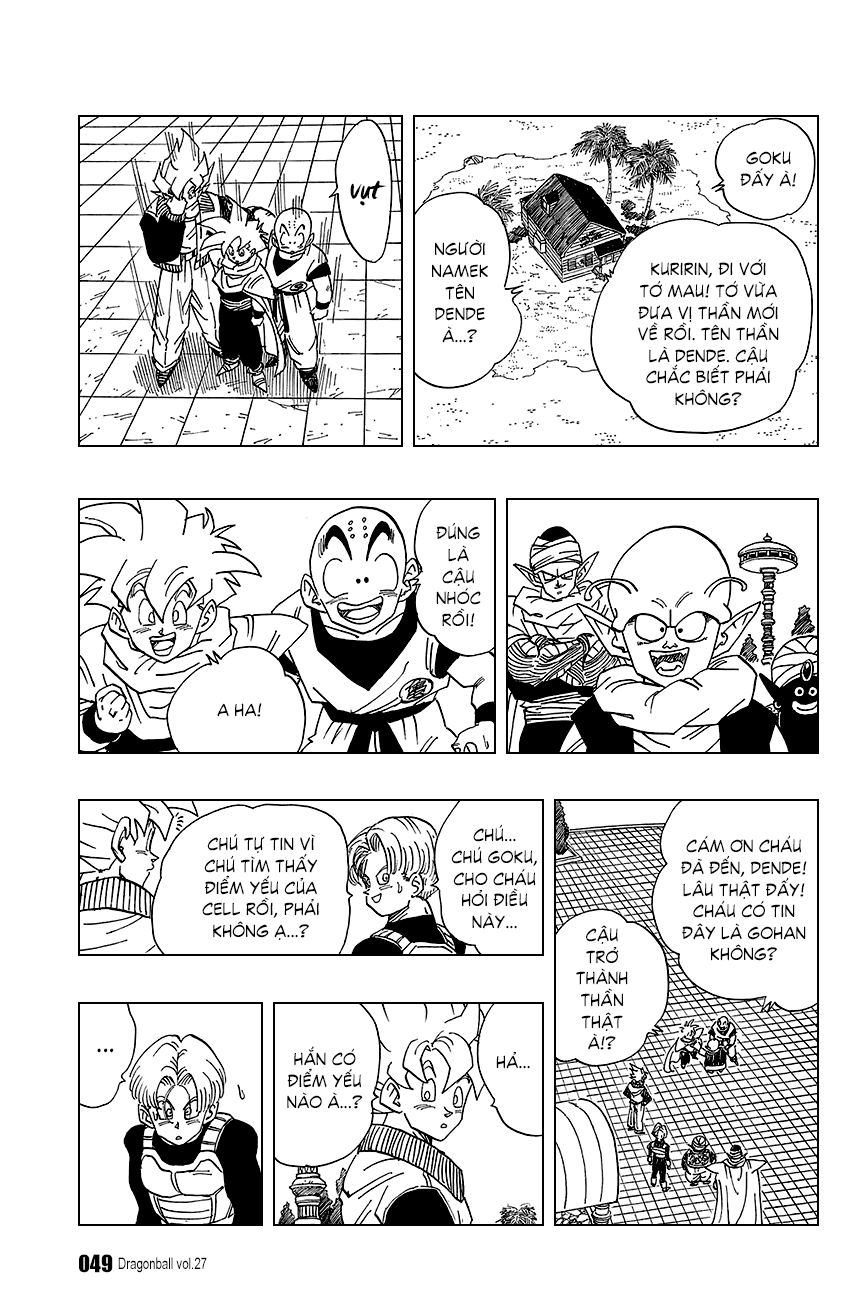 GOKU
ĐẤY À!
KURIRIN, ĐI VỚI
TỚ MAU! TỚ VỪA
ĐƯA VỊ THẦN MỚI
VỀ RỒI. TÊN THẦN
LÀ DENDE. CẬU
CHẮC BIẾT PHẢI
KHÔNG?
NGƯỜI
NAMEK
TÊN
DENDE
À...?
VỤT
ĐÚNG
LÀ
CẬU
NHÓC
RỒI!
A HA!
CHÚ...
CHÚ GOKU,
CHO CHÁU
HỎI ĐIỀU
NÀY...
CHÚ TỰ TIN VÌ
CHÚ TÌM THẤY
ĐIỂM YẾU CỦA
CELL RỒI, PHẢI
KHÔNG Ạ...?
CÁM ƠN CHÁU
ĐÃ ĐẾN, DENDE!
LÂU THẬT ĐẤY!
CHÁU CÓ TIN
ĐÂY LÀ GOHAN
KHÔNG?
CẬU
TRỞ
THÀNH
THẦN
THẬT
À!?
HẢ...
HẮN CÓ
ĐIỂM YẾU
NÀO À...?
...
049 Dragonball vol.27